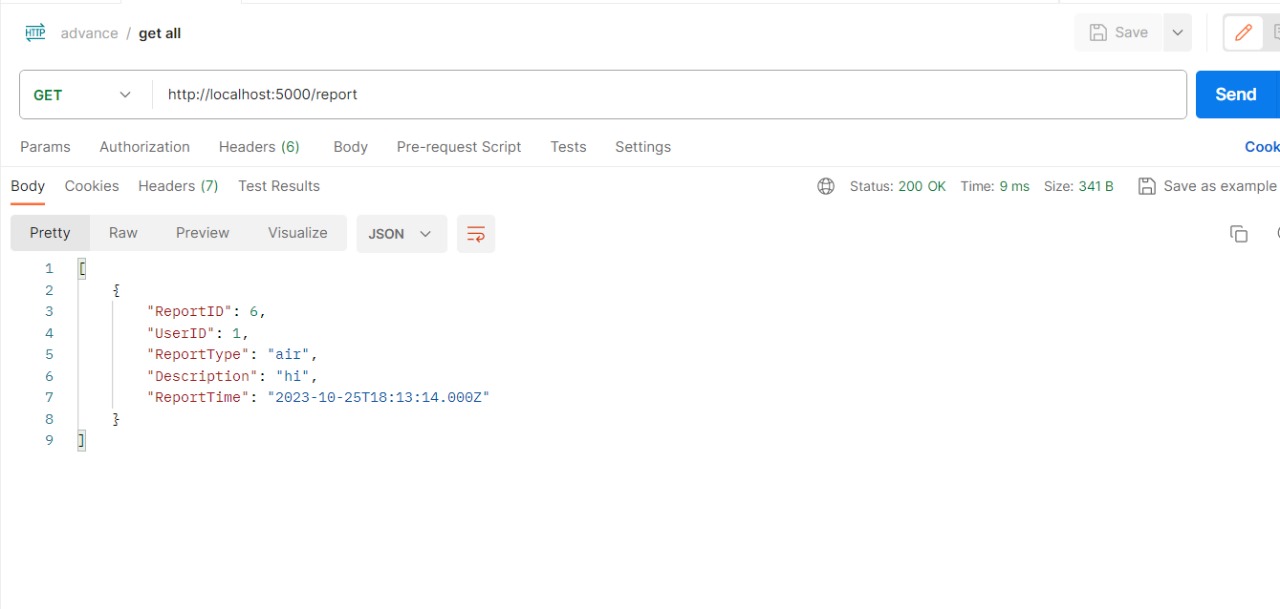 HTTP advance / get all Save
GET http://localhost:5000/report Send
Params Authorization Headers (6) Body Pre-request Script Tests Settings Cook
Body Cookies Headers (7) Test Results Status: 200 OK Time: 9 ms Size: 341 B Save as example
Pretty Raw Preview Visualize JSON
1 [
2 {
3 "ReportID": 6,
4 "UserID": 1,
5 "ReportType": "air",
6 "Description": "hi",
7 "ReportTime": "2023-10-25T18:13:14.000Z"
8 }
9 ]